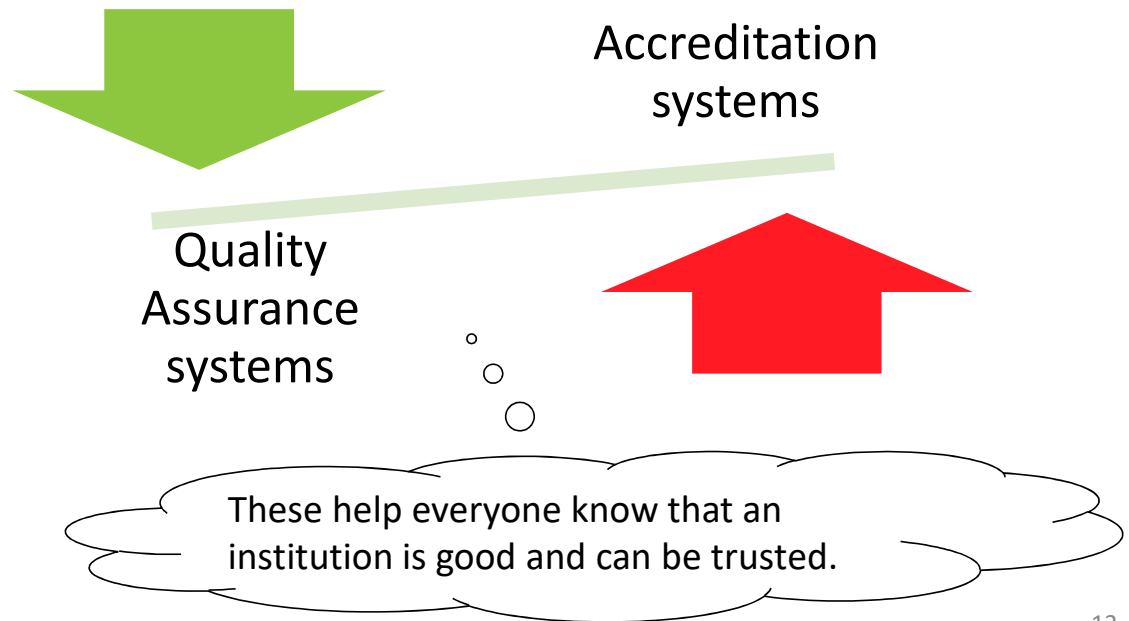 Accreditation
systems
Quality
Assurance
systems
These help everyone know that an
institution is good and can be trusted.